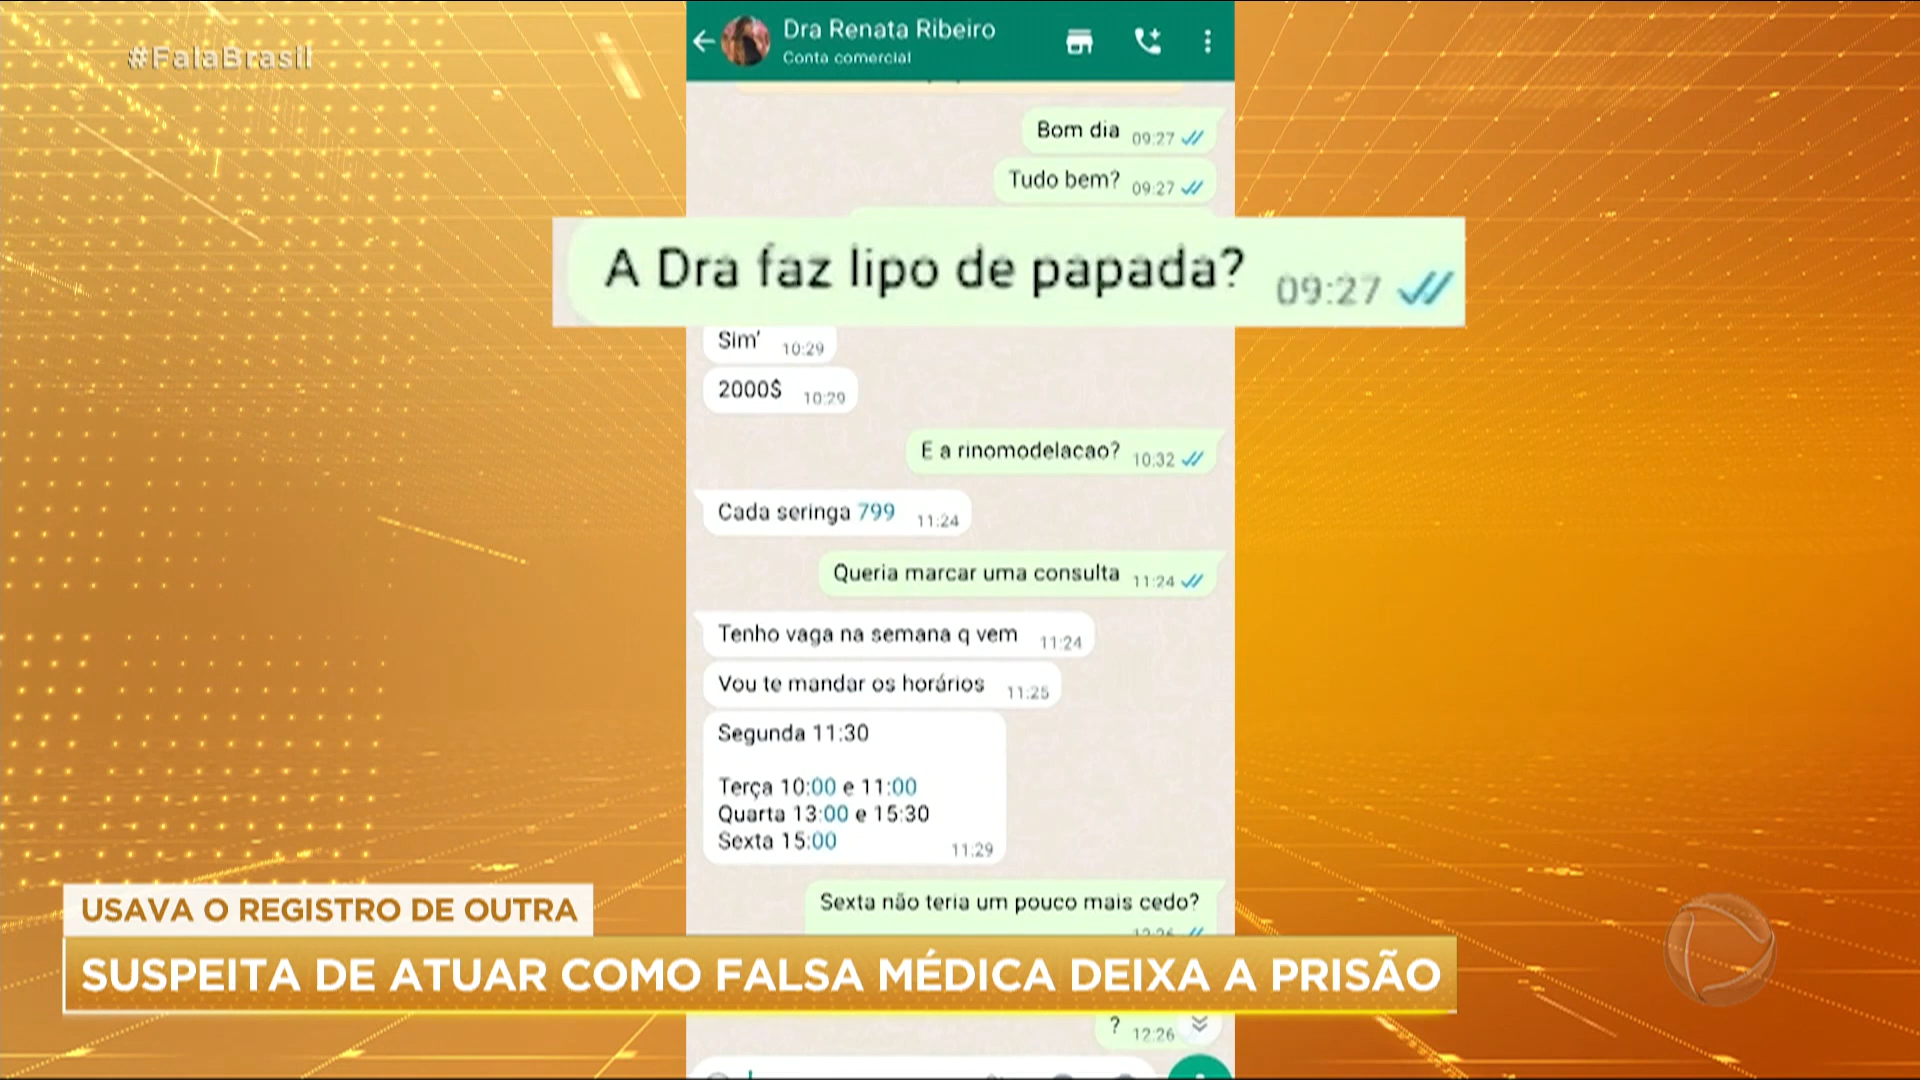 #FalaBrasil
Dra Renata Ribeiro
Conta comercial
Bom dia 09:27
Tudo bem? 09:27
A Dra faz lipo de papada? 09:27
Sim' 10:29
2000$ 10:29
E a rinomodelacao? 10:32
Cada seringa 799 11:24
Queria marcar uma consulta 11:24
Tenho vaga na semana q vem 11:24
Vou te mandar os horários 11:25
Segunda 11:30
Terça 10:00 e 11:00
Quarta 13:00 e 15:30
Sexta 15:00 11:29
Sexta não teria um pouco mais cedo?
12:26
USAVA O REGISTRO DE OUTRA
SUSPEITA DE ATUAR COMO FALSA MÉDICA DEIXA A PRISÃO
? 12:26